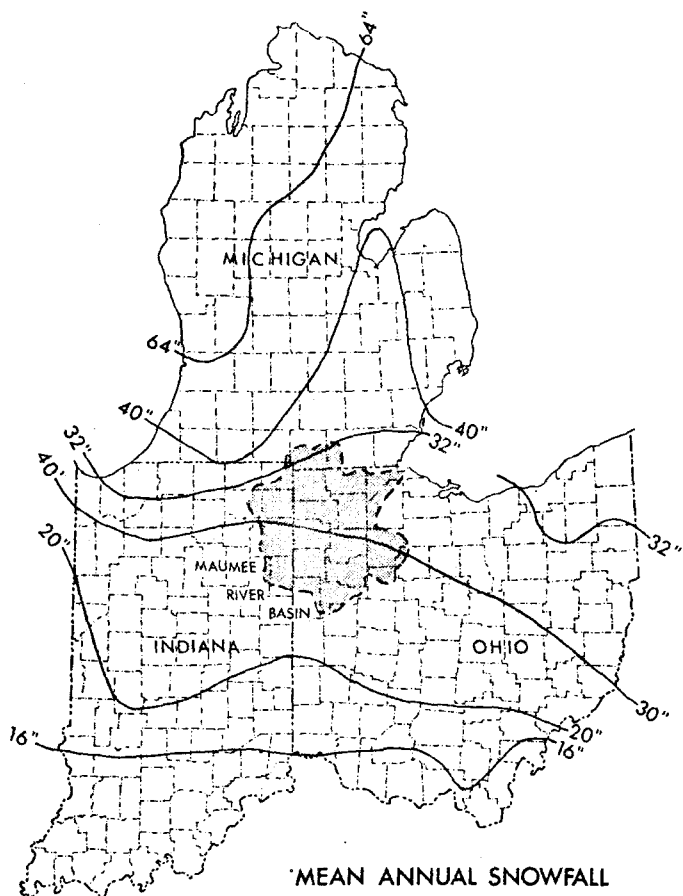 64"
MICHIGAN
64"
40"
40"
32"
32"
40'
32"
20"
MAUMEE
RIVER
BASIN
INDIANA
OHIO
30"
20"
16"
16"
MEAN ANNUAL SNOWFALL